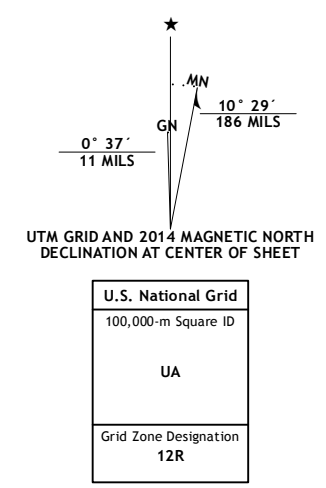 ★
MN
GN
10° 29´
186 MILS
0° 37´
11 MILS
UTM GRID AND 2014 MAGNETIC NORTH
DECLINATION AT CENTER OF SHEET
U.S. National Grid
100,000-m Square ID
UA
Grid Zone Designation
12R